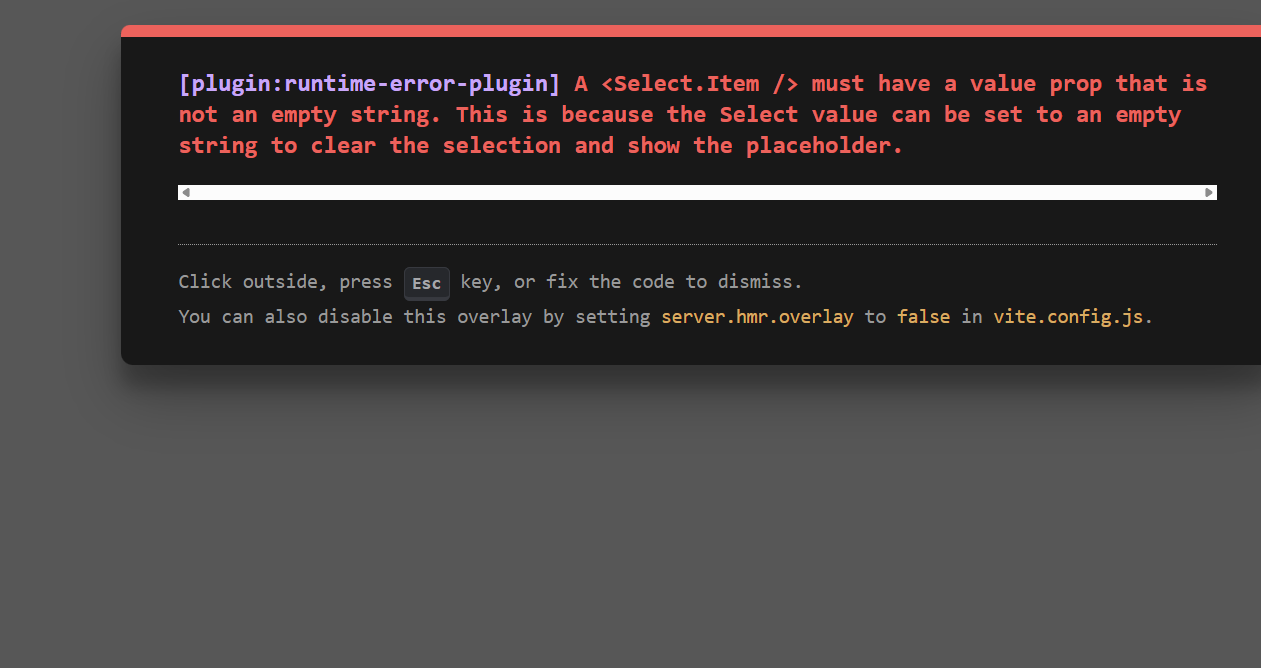 [plugin:runtime-error-plugin] A <Select.Item /> must have a value prop that is
not an empty string. This is because the Select value can be set to an empty
string to clear the selection and show the placeholder.
Click outside, press Esc key, or fix the code to dismiss.
You can also disable this overlay by setting server.hmr.overlay to false in vite.config.js.